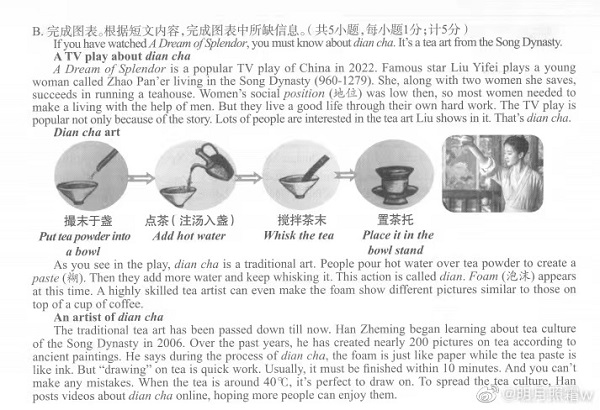 B. 完成图表。根据短文内容,完成图表中所缺信息。(共5小题,每小题1分;计5分)
If you have watched A Dream of Splendor, you must know about dian cha. It's a tea art from the Song Dynasty.
A TV play about dian cha
A Dream of Splendor is a popular TV play of China in 2022. Famous star Liu Yifei plays a young
woman called Zhao Pan'er living in the Song Dynasty (960-1279). She, along with two women she saves,
succeeds in running a teahouse. Women's social position (地位) was low then, so most women needed to
make a living with the help of men. But they live a good life through their own hard work. The TV play is
popular not only because of the story. Lots of people are interested in the tea art Liu shows in it. That's dian cha.
Dian cha art
撮末于盏 点茶(注汤入盏) 搅拌茶末 置茶托
Put tea powder into Add hot water Whisk the tea Place it in the
a bowl bowl stand
As you see in the play, dian cha is a traditional art. People pour hot water over tea powder to create a
paste (糊). Then they add more water and keep whisking it. This action is called dian. Foam (泡沫) appears
at this time. A highly skilled tea artist can even make the foam show different pictures similar to those on
top of a cup of coffee.
An artist of dian cha
The traditional tea art has been passed down till now. Han Zheming began learning about tea culture
of the Song Dynasty in 2006. Over the past years, he has created nearly 200 pictures on tea according to
ancient paintings. He says during the process of dian cha, the foam is just like paper while the tea paste is
like ink. But "drawing" on tea is quick work. Usually, it must be finished within 10 minutes. And you can't
make any mistakes. When the tea is around 40℃, it's perfect to draw on. To spread the tea culture, Han
posts videos about dian cha online, hoping more people can enjoy them.